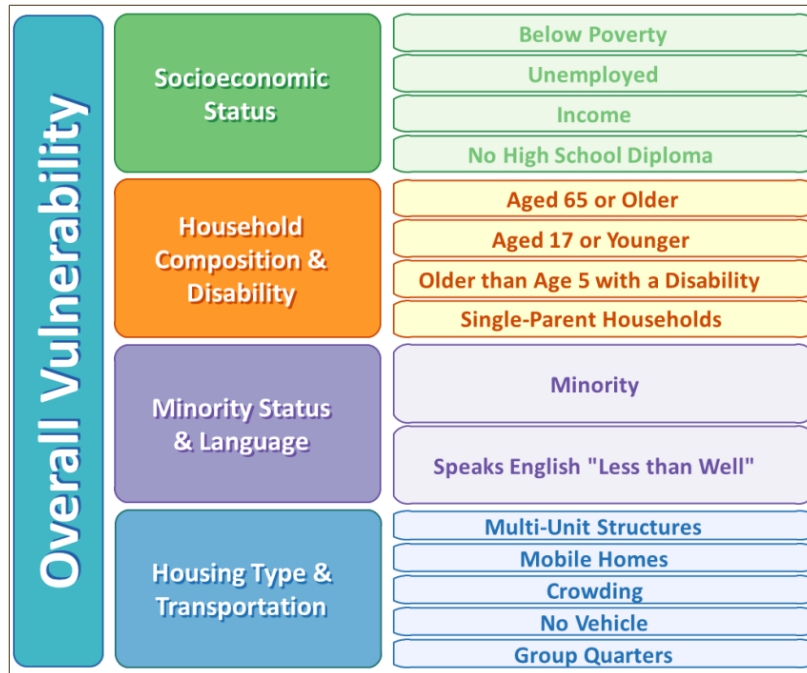 Overall Vulnerability
Socioeconomic
Status
Below Poverty
Unemployed
Income
No High School Diploma
Household
Composition &
Disability
Aged 65 or Older
Aged 17 or Younger
Older than Age 5 with a Disability
Single-Parent Households
Minority Status
& Language
Minority
Speaks English "Less than Well"
Housing Type &
Transportation
Multi-Unit Structures
Mobile Homes
Crowding
No Vehicle
Group Quarters